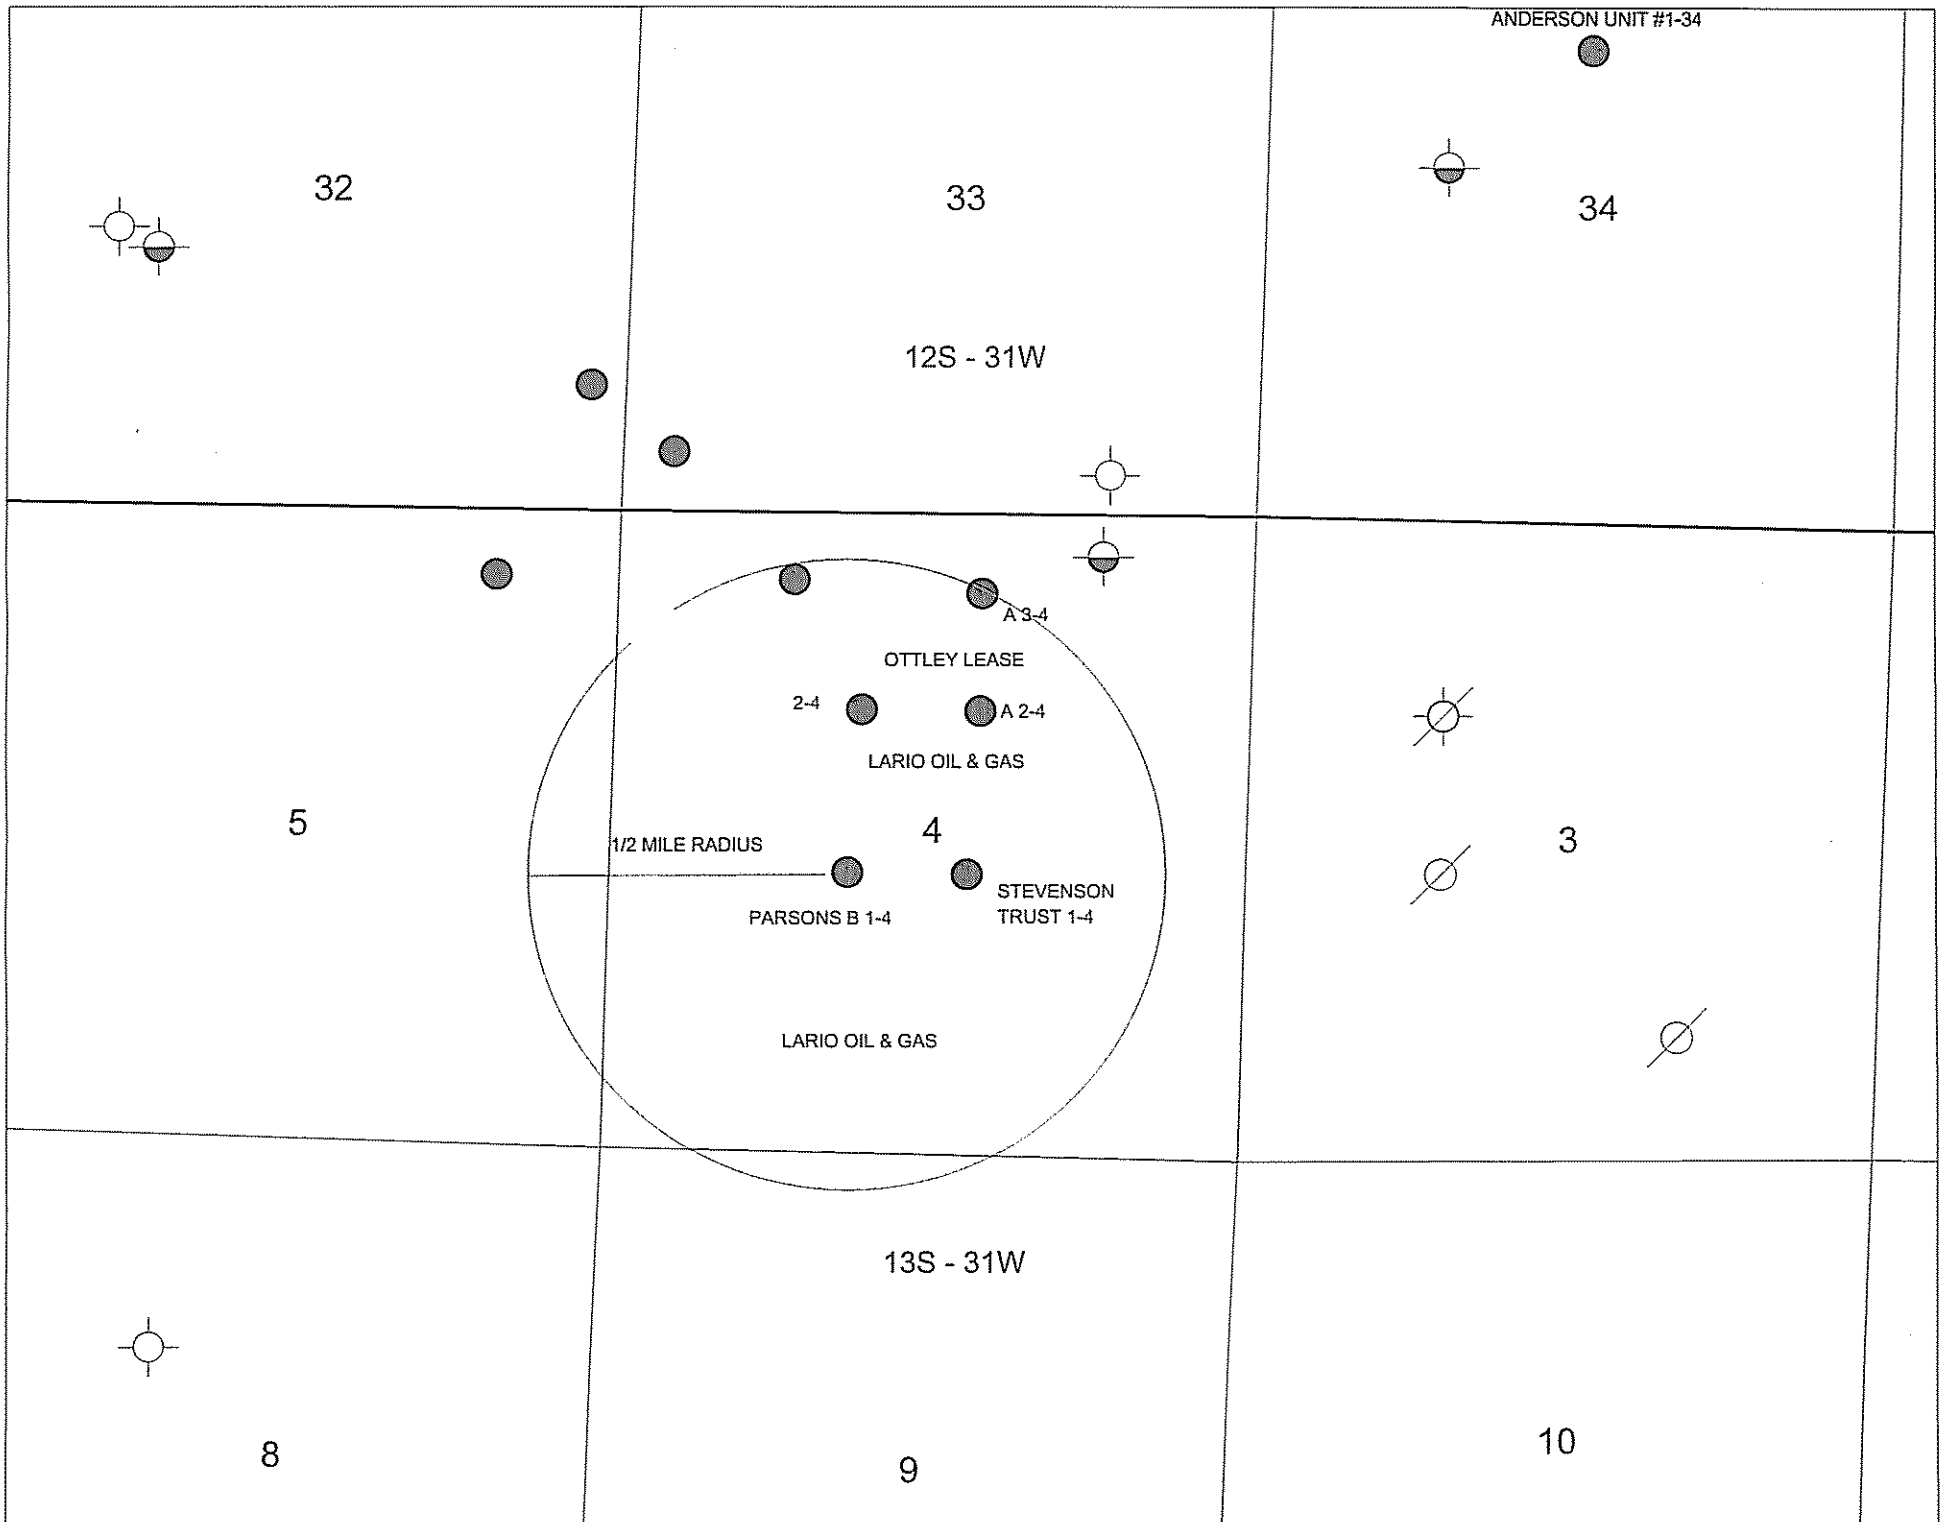 ANDERSON UNIT #1-34
32
33
34
12S - 31W
A 3-4
OTTLEY LEASE
2-4
A 2-4
LARIO OIL & GAS
5
4
3
1/2 MILE RADIUS
PARSONS B 1-4
STEVENSON
TRUST 1-4
LARIO OIL & GAS
13S - 31W
8
9
10